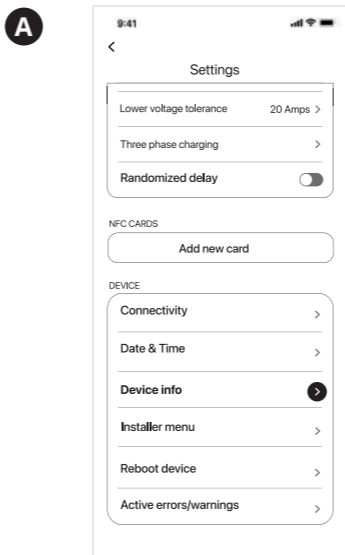 A
9:41
Settings
Lower voltage tolerance 20 Amps
Three phase charging
Randomized delay
NFC CARDS
Add new card
DEVICE
Connectivity
Date & Time
Device info
Installer menu
Reboot device
Active errors/warnings